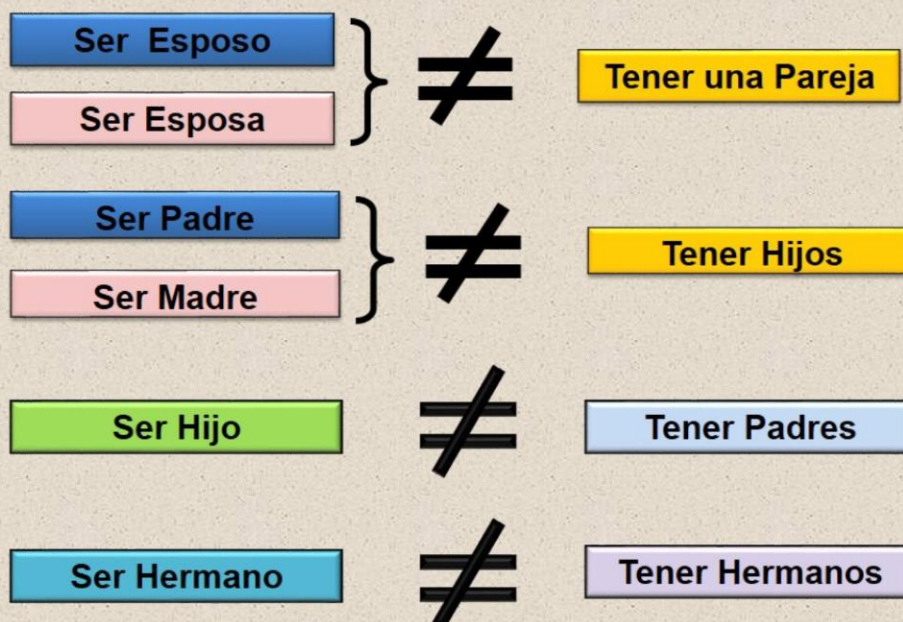 Ser Esposo
≠
Tener una Pareja
Ser Esposa
Ser Padre
≠
Tener Hijos
Ser Madre
Ser Hijo
≠
Tener Padres
Ser Hermano
≠
Tener Hermanos